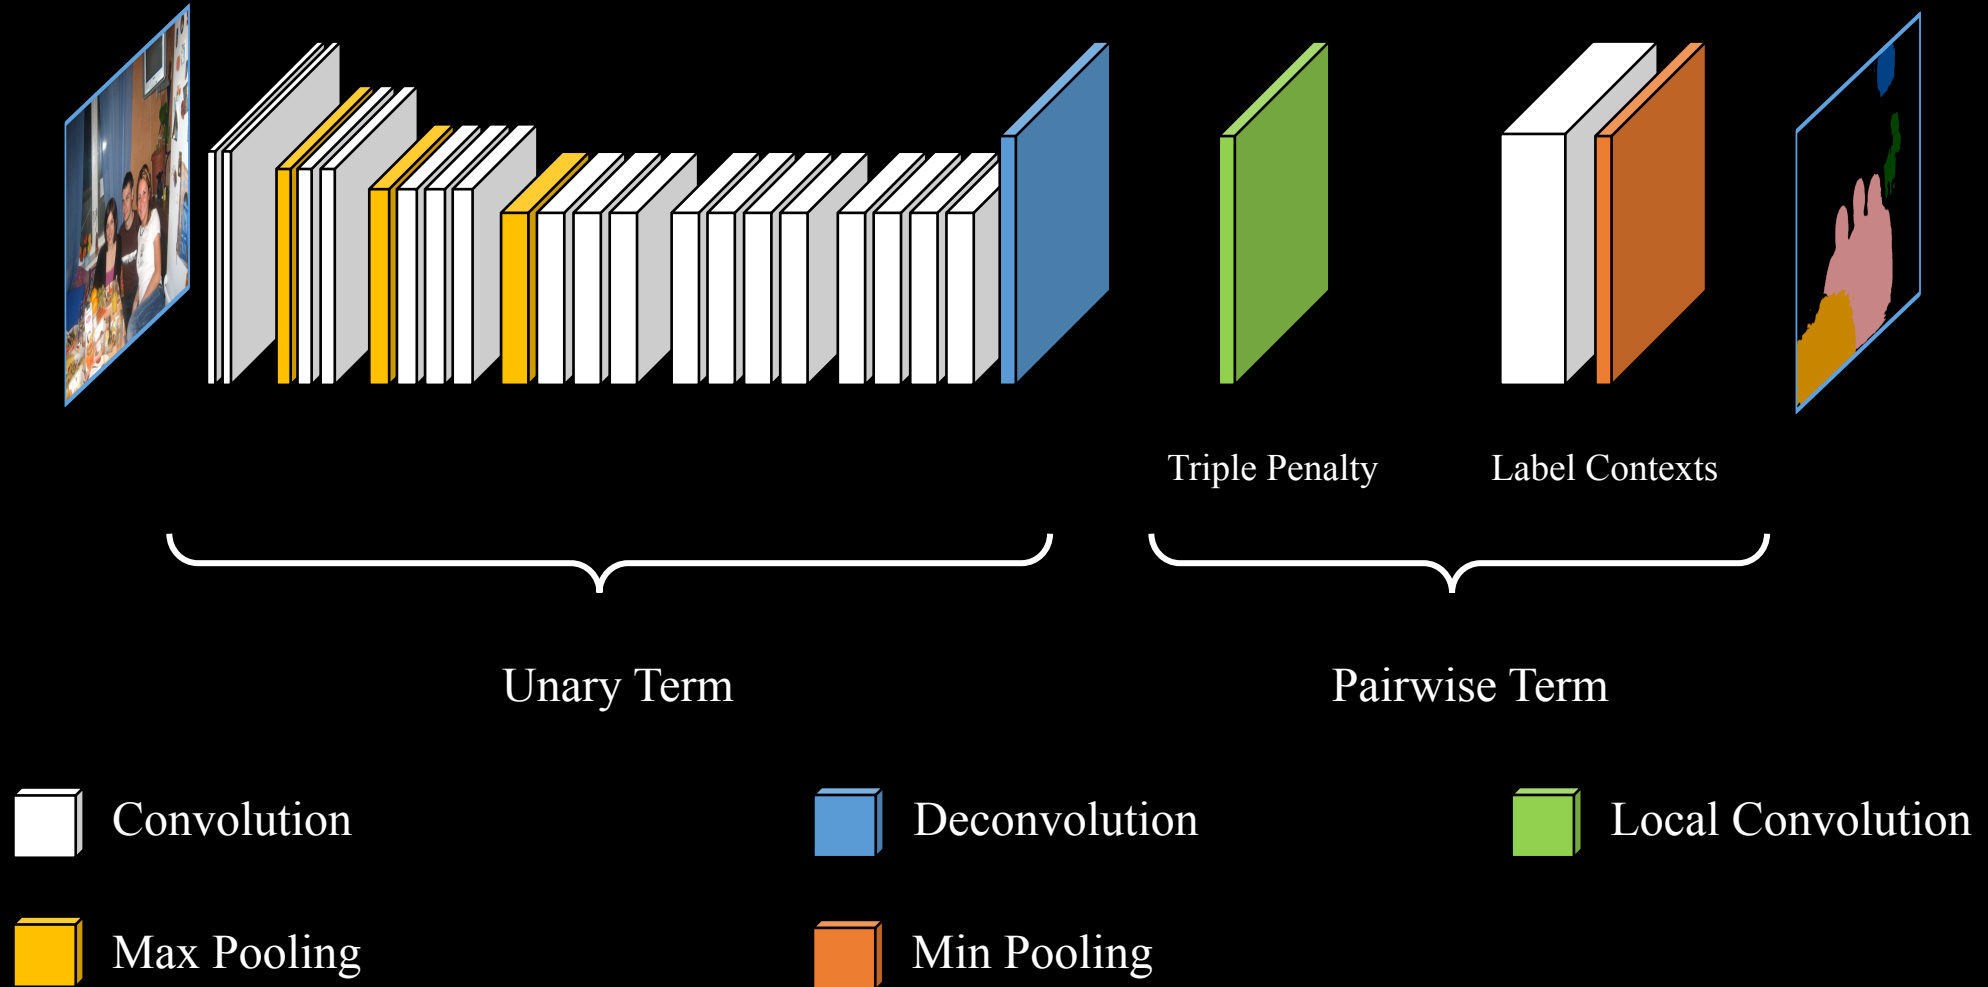 Triple Penalty
Label Contexts
Unary Term
Pairwise Term
Convolution
Deconvolution
Local Convolution
Max Pooling
Min Pooling